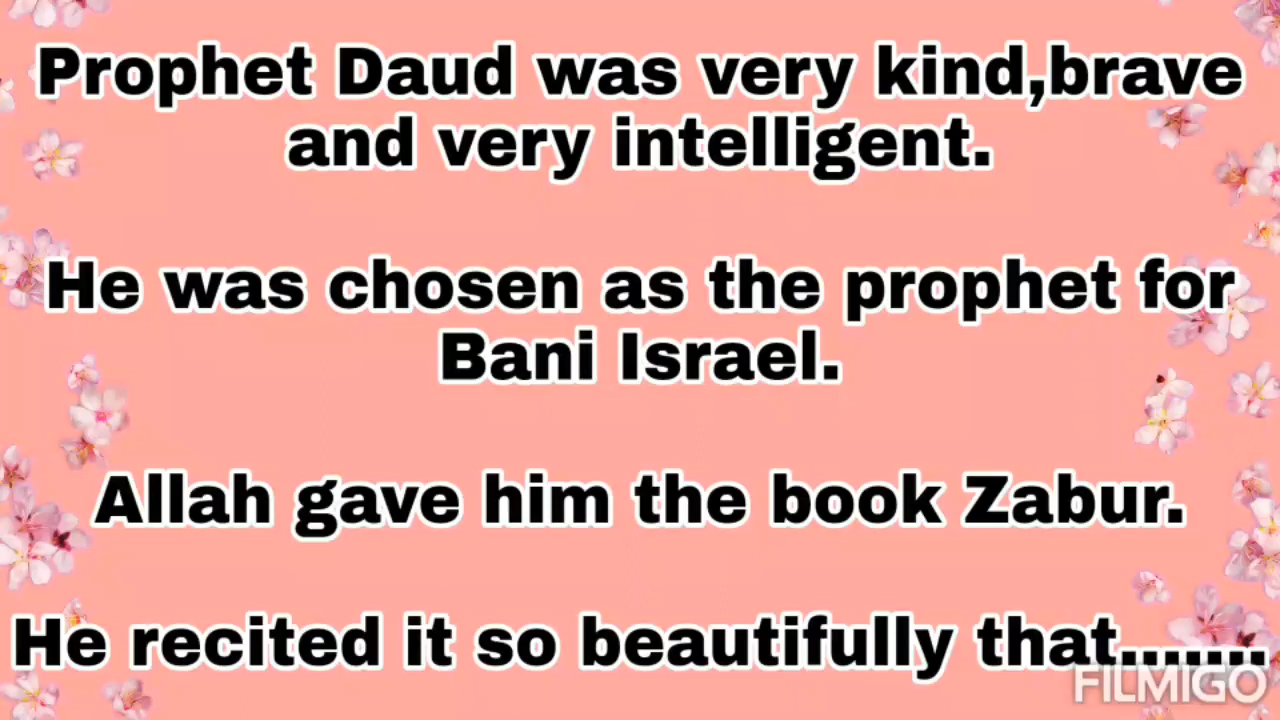 Prophet Daud was very kind,brave
and very intelligent.
He was chosen as the prophet for
Bani Israel.
Allah gave him the book Zabur.
He recited it so beautifully that.......
FILMIGO